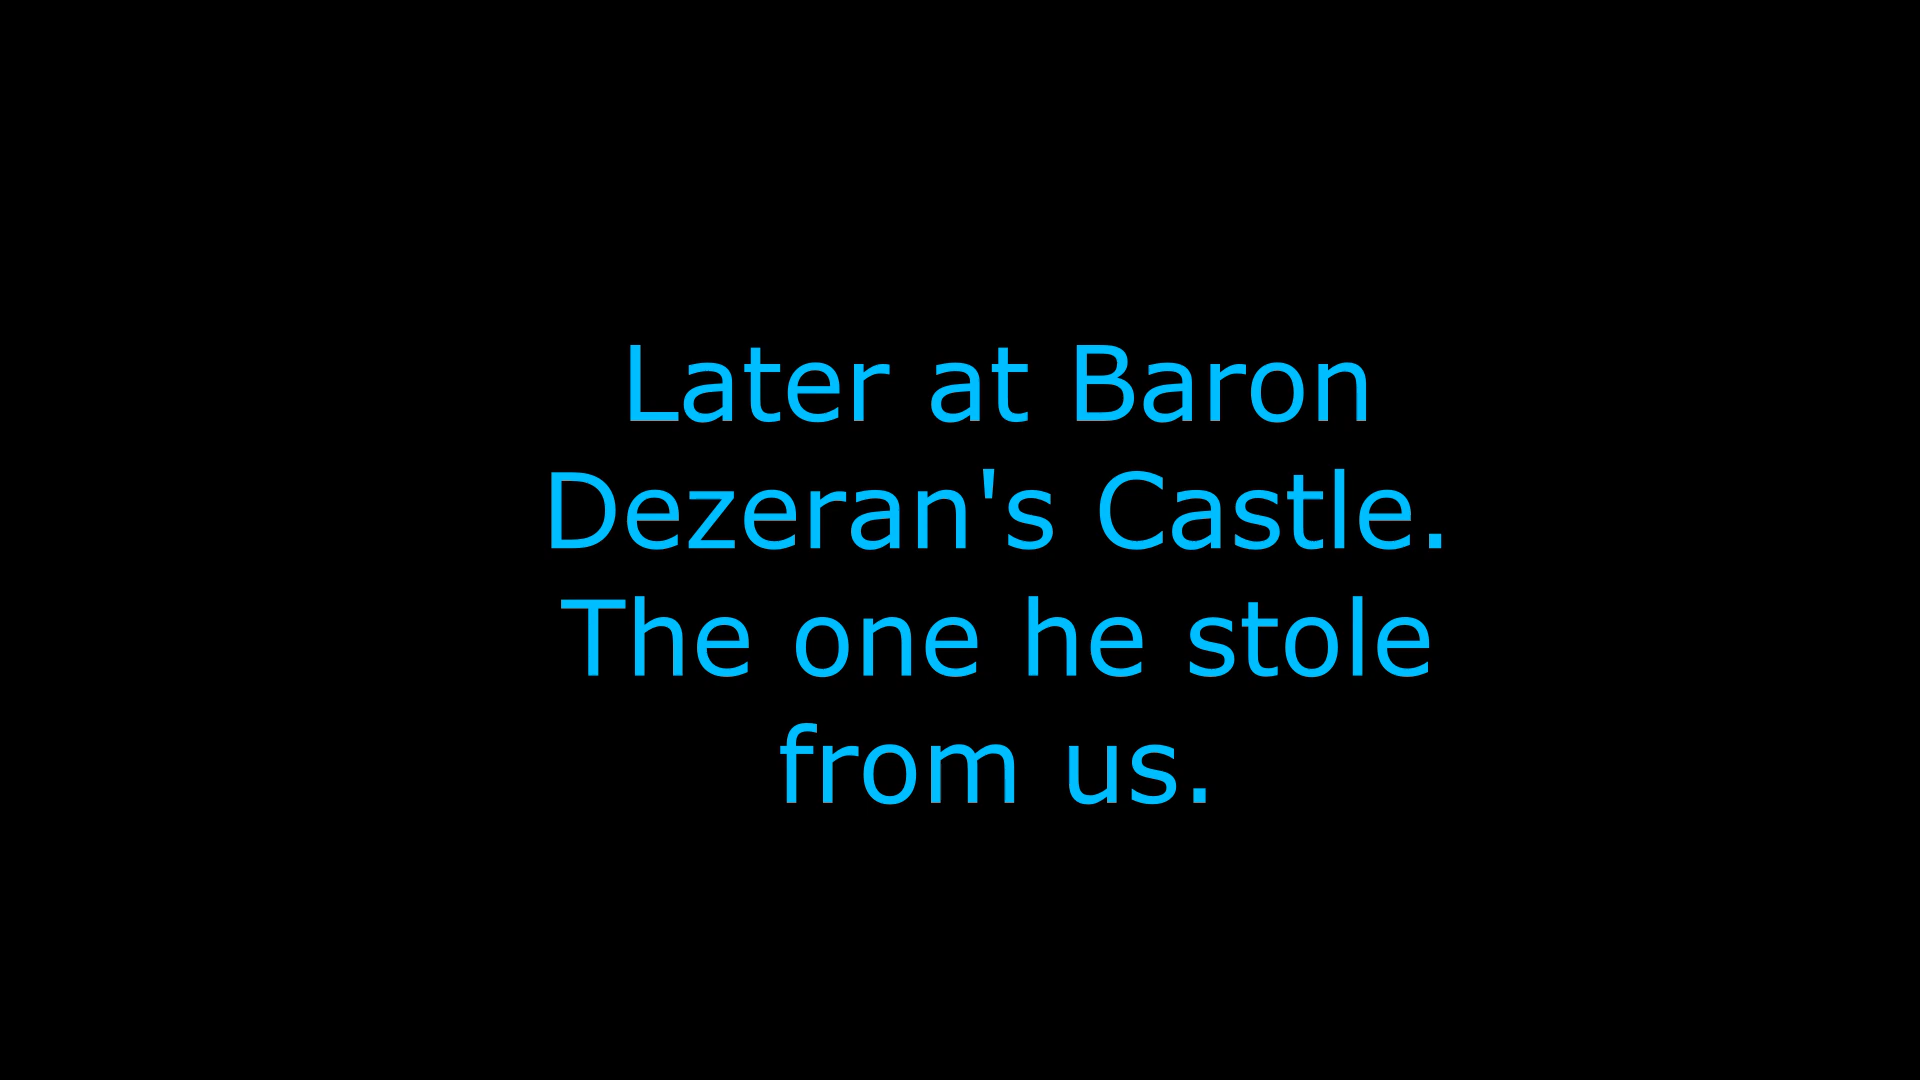 Later at Baron
Dezeran's Castle.
The one he stole
from us.